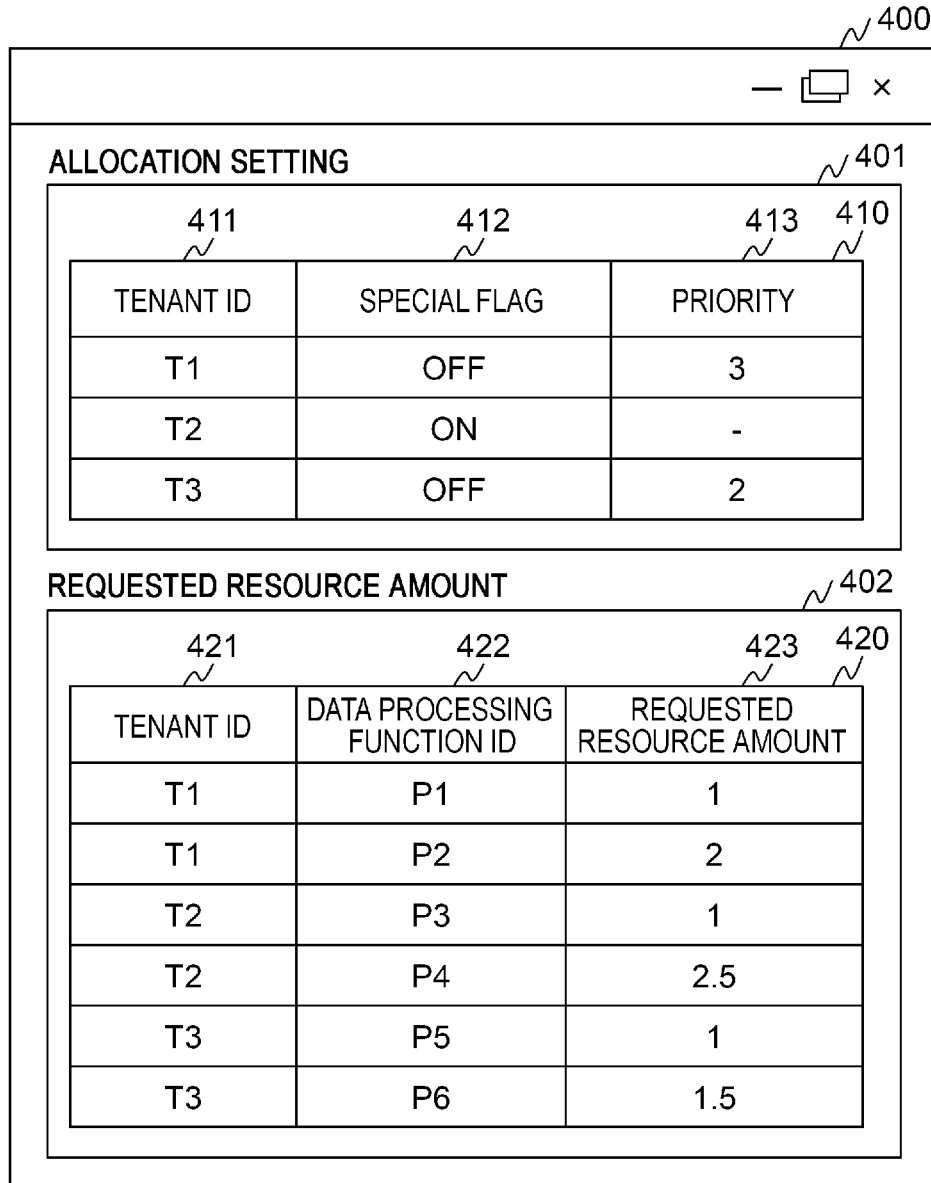 400
ALLOCATION SETTING
401
411 412 413 410
TENANT ID SPECIAL FLAG PRIORITY
T1 OFF 3
T2 ON -
T3 OFF 2
REQUESTED RESOURCE AMOUNT
402
421 422 423 420
TENANT ID DATA PROCESSING FUNCTION ID REQUESTED RESOURCE AMOUNT
T1 P1 1
T1 P2 2
T2 P3 1
T2 P4 2.5
T3 P5 1
T3 P6 1.5